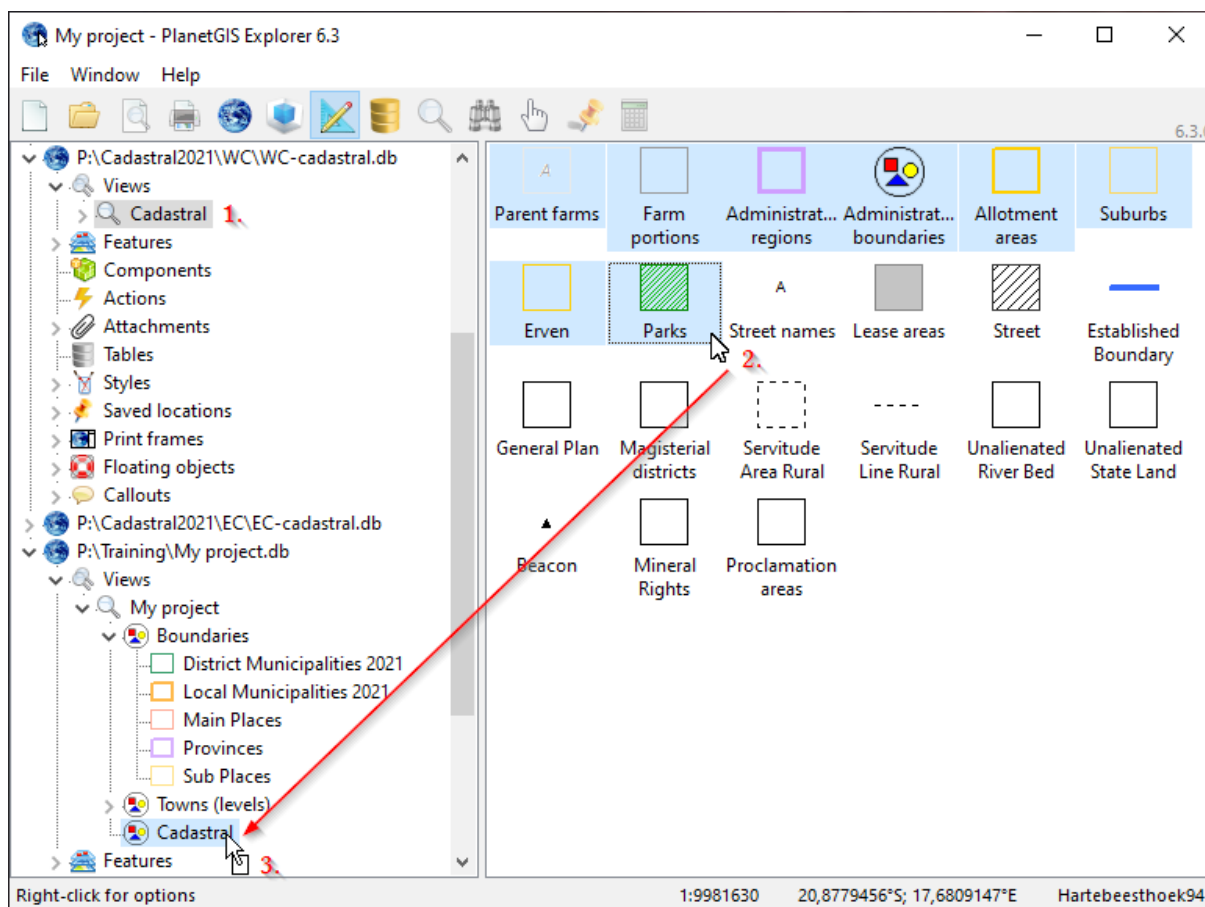 My project - PlanetGIS Explorer 6.3
File Window Help
6.3.
P:\Cadastral2021\WC\WC-cadastral.db
Views
Cadastral 1.
Features
Components
Actions
Attachments
Tables
Styles
Saved locations
Print frames
Floating objects
Callouts
P:\Cadastral2021\EC\EC-cadastral.db
P:\Training\My project.db
Views
My project
Boundaries
District Municipalities 2021
Local Municipalities 2021
Main Places
Provinces
Sub Places
Towns (levels)
Cadastral
Features 3.
A
Parent farms Farm Administrat... Administrat... Allotment Suburbs
portions regions boundaries areas
A
Erven Parks Street names Lease areas Street Established
2. Boundary
General Plan Magisterial Servitude Servitude Unalienated Unalienated
districts Area Rural Line Rural River Bed State Land
Beacon Mineral Proclamation
Rights areas
Right-click for options 1:9981630 20,8779456°S; 17,6809147°E Hartebeesthoek94